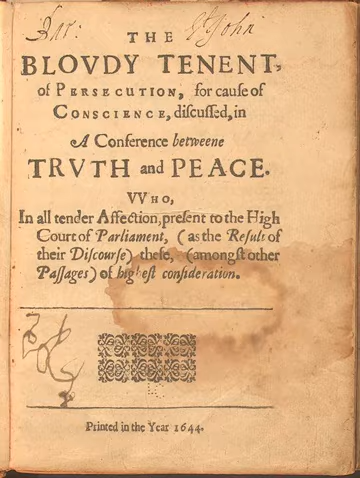 THE
BLOVDY TENENT,
of PERSECUTION, for cause of
CONSCIENCE, discussed, in
A Conference betweene
TRVTH and PEACE.
VVHO,
In all tender Affection, present to the High
Court of Parliament, (as the Result of
their Discourse) these, (amongst other
Passages) of highest consideration.
Printed in the Year 1644.